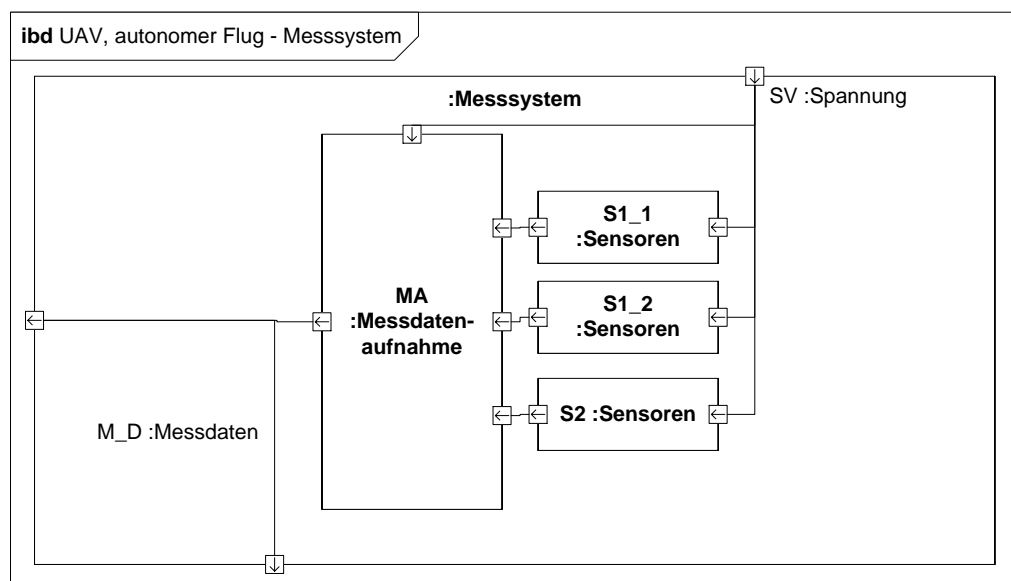 ibd UAV, autonomer Flug - Messsystem
:Messsystem
SV :Spannung
S1_1
:Sensoren
MA
:Messdaten-
aufnahme
S1_2
:Sensoren
S2 :Sensoren
M_D :Messdaten